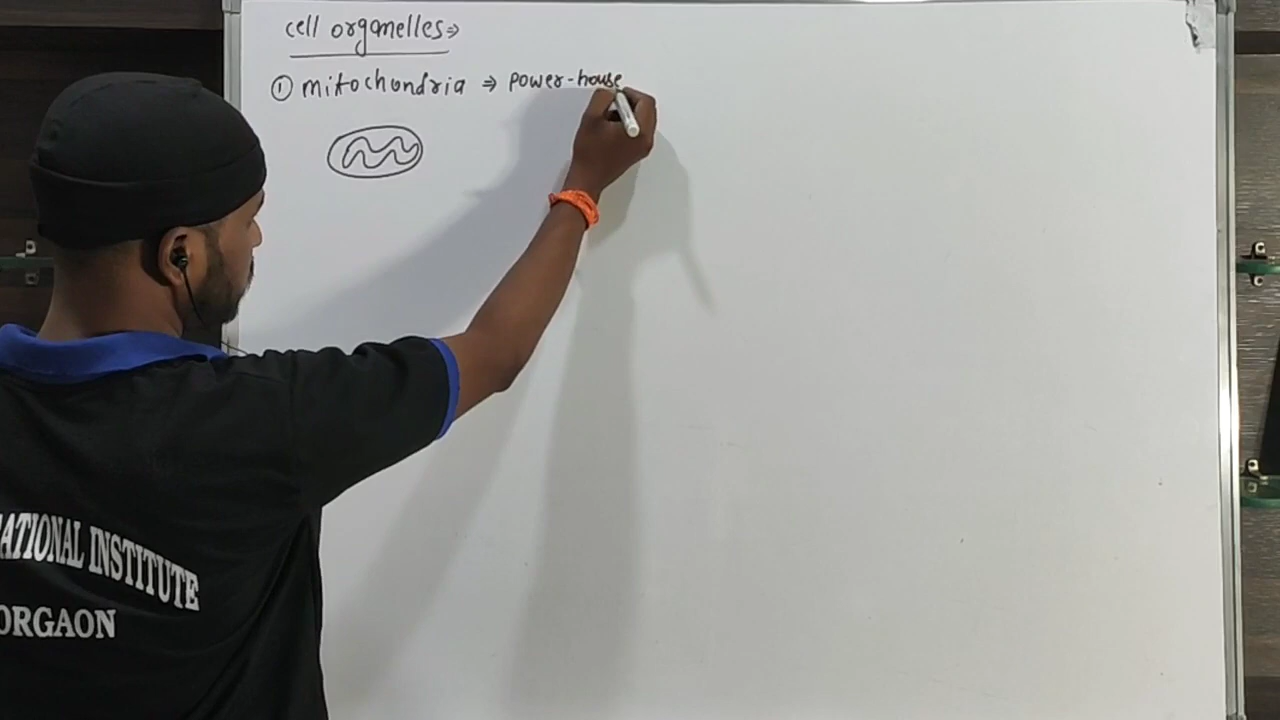 cell organelles⇒
① mitochondria ⇒ power-house
ATIONAL INSTITUTE
ORGAON